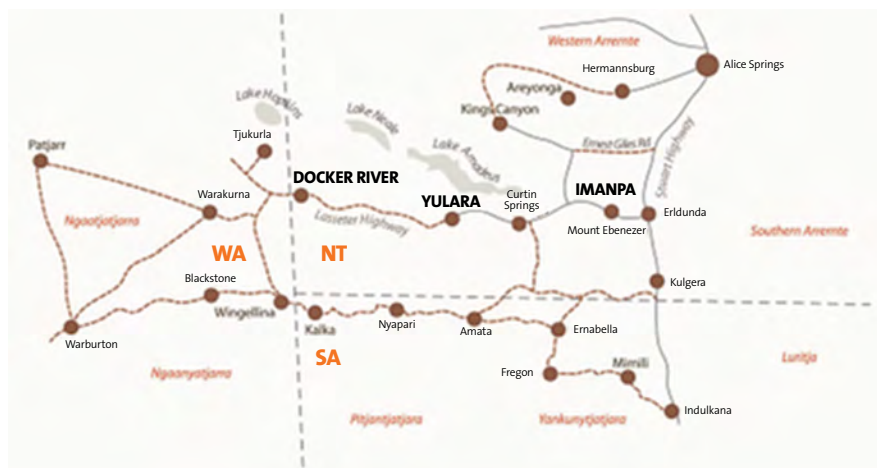 Western Arrernte
Hermannsburg
Alice Springs
Areyonga
Lake Hopkins
Lake Neale
Kings Canyon
Tjukurla
Ernest Giles Rd
Patjarr
Lake Amadeus
Stuart Highway
DOCKER RIVER
Warakurna
YULARA
Curtin
Springs
IMANPA
Ngaatjatjarra
Lasseter Highway
Mount Ebenezer
Erldunda
Southern Arrernte
WA
NT
Blackstone
Kulgera
Wingellina
Kalka
Nyapari
Amata
Ernabella
Warburton
SA
Luritja
Ngaanyatjarra
Fregon
Mimili
Indulkana
Pitjantjatjara
Yankunytjatjara